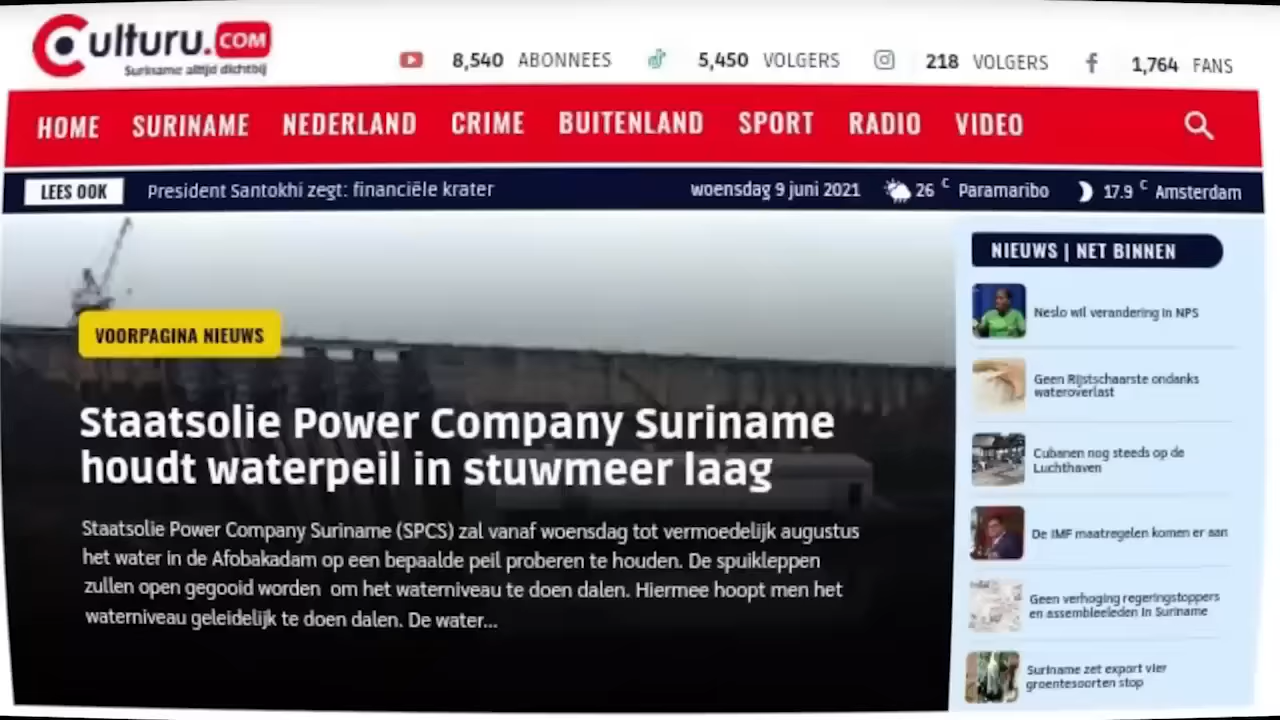 Culturu.COM
Suriname altijd dichtbij
8,540 ABONNEES 5,450 VOLGERS 218 VOLGERS 1,764 FANS
HOME SURINAME NEDERLAND CRIME BUITENLAND SPORT RADIO VIDEO
LEES OOK President Santokhi zegt: financiële krater woensdag 9 juni 2021 26 C Paramaribo 17.9 C Amsterdam
NIEUWS | NET BINNEN
VOORPAGINA NIEUWS
Staatsolie Power Company Suriname
houdt waterpeil in stuwmeer laag
Staatsolie Power Company Suriname (SPCS) zal vanaf woensdag tot vermoedelijk augustus
het water in de Afobakadam op een bepaalde peil proberen te houden. De spuikleppen
zullen open gegooid worden om het waterniveau te doen dalen. Hiermee hoopt men het
waterniveau geleidelijk te doen dalen. De water...
Neslo wil verandering in NPS
Geen Rijstschaarste ondanks
wateroverlast
Cubanen nog steeds op de
Luchthaven
De IMF maatregelen komen er aan
Geen verhoging regeringstoppers
en assembleeleden in Suriname
Suriname zet export vier
groentesoorten stop